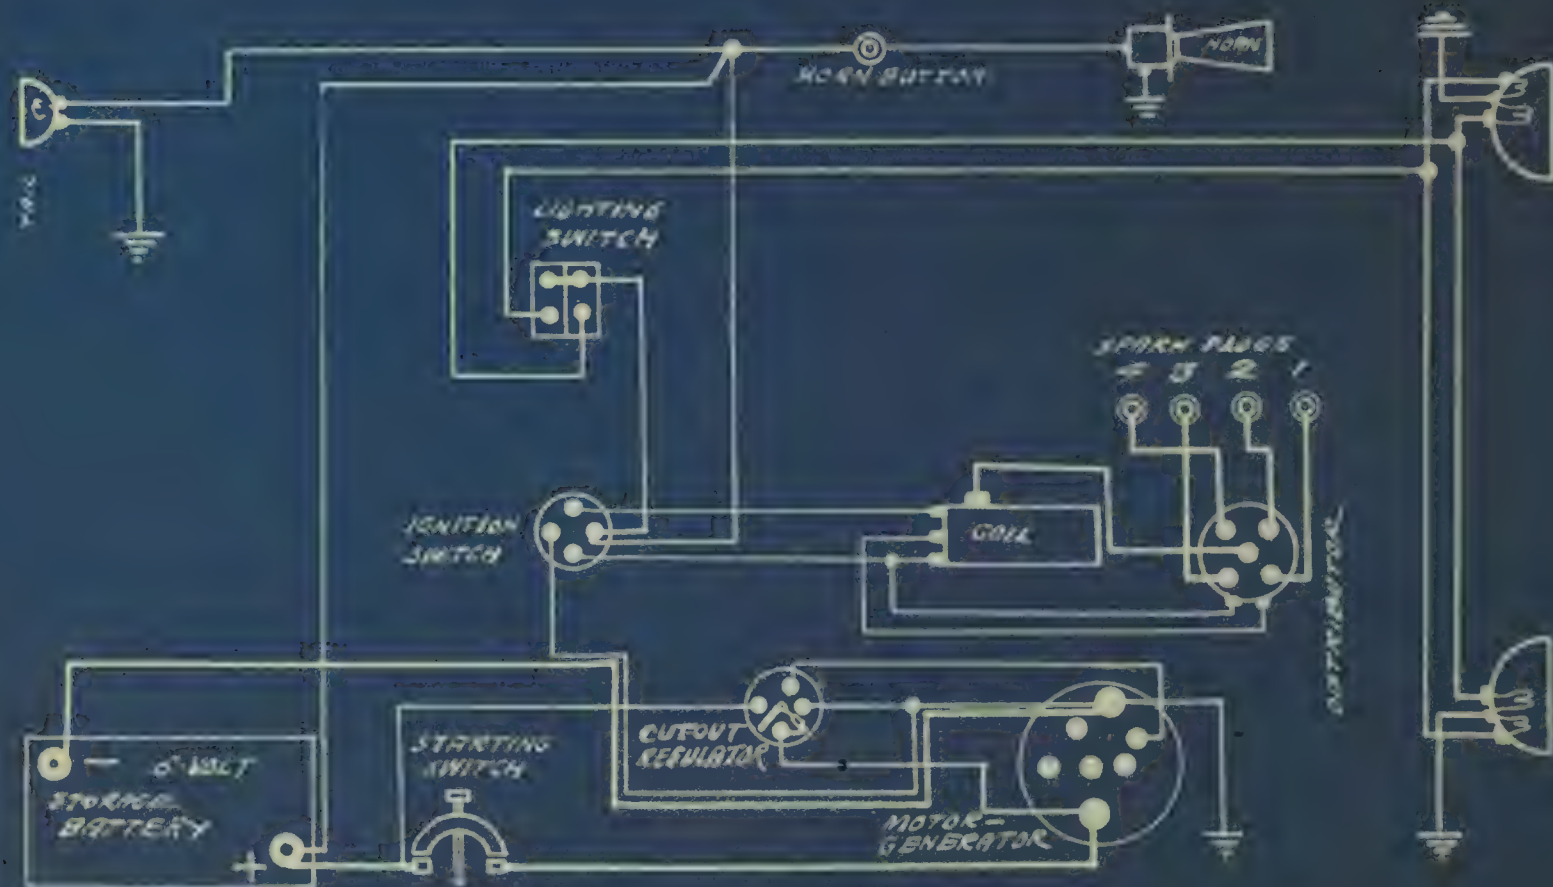 HORN
HORN BUTTON
TAIL
LIGHTING
SWITCH
SPARK PLUGS
4 3 2 1
IGNITION
SWITCH
COIL
DISTRIBUTOR
CUTOUT
REGULATOR
STARTING
SWITCH
- 6-VOLT
STORAGE
BATTERY
+
MOTOR-
GENERATOR